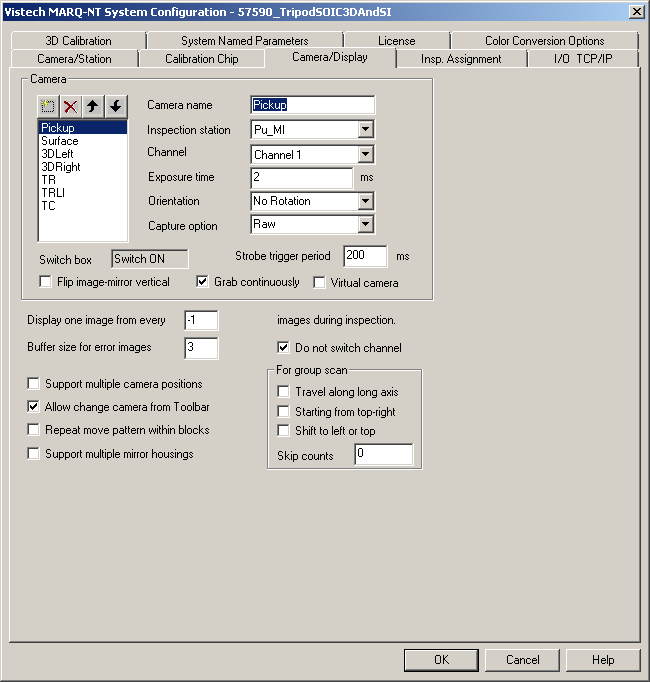 Vistech MARQ-NT System Configuration - 57590_TripodSOIC3DAndSI
3D Calibration System Named Parameters License Color Conversion Options
Camera/Station Calibration Chip Camera/Display Insp. Assignment I/O TCP/IP
Camera
Pickup
Surface
3DLeft
3DRight
TR
TRLI
TC
Camera name Pickup
Inspection station Pu_MI
Channel Channel 1
Exposure time 2 ms
Orientation No Rotation
Capture option Raw
Switch box Switch ON Strobe trigger period 200 ms
Flip image-mirror vertical Grab continuously Virtual camera
Display one image from every -1 images during inspection.
Buffer size for error images 3 Do not switch channel
Support multiple camera positions
Allow change camera from Toolbar
Repeat move pattern within blocks
Support multiple mirror housings
For group scan
Travel along long axis
Starting from top-right
Shift to left or top
Skip counts 0
OK Cancel Help